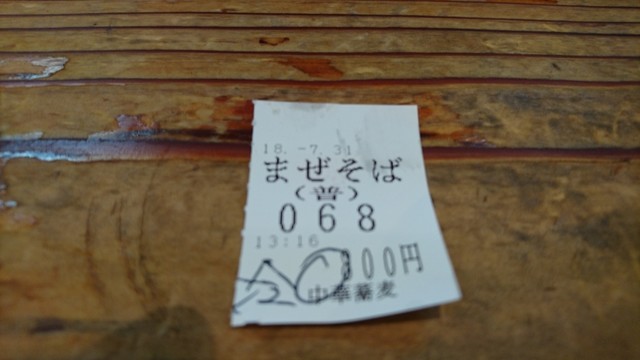 18.-7.31
まぜそば
(普)
068
13:16
00円
中華蕎麦